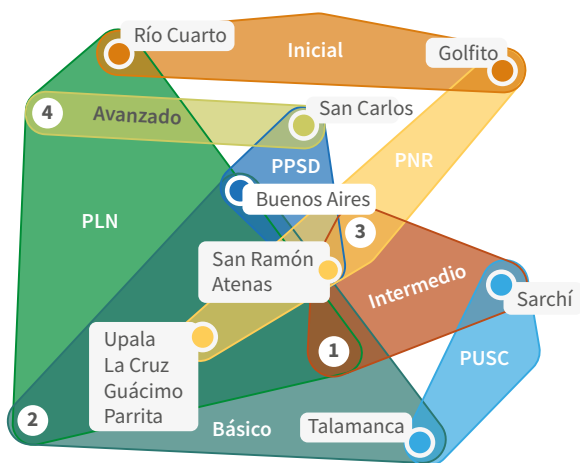 Río Cuarto
Inicial
Golfito
4
Avanzado
San Carlos
PPSD
PNR
Buenos Aires
PLN
3
San Ramón
Atenas
Intermedio
Sarchí
Upala
La Cruz
Guácimo
Parrita
1
PUSC
2
Básico
Talamanca